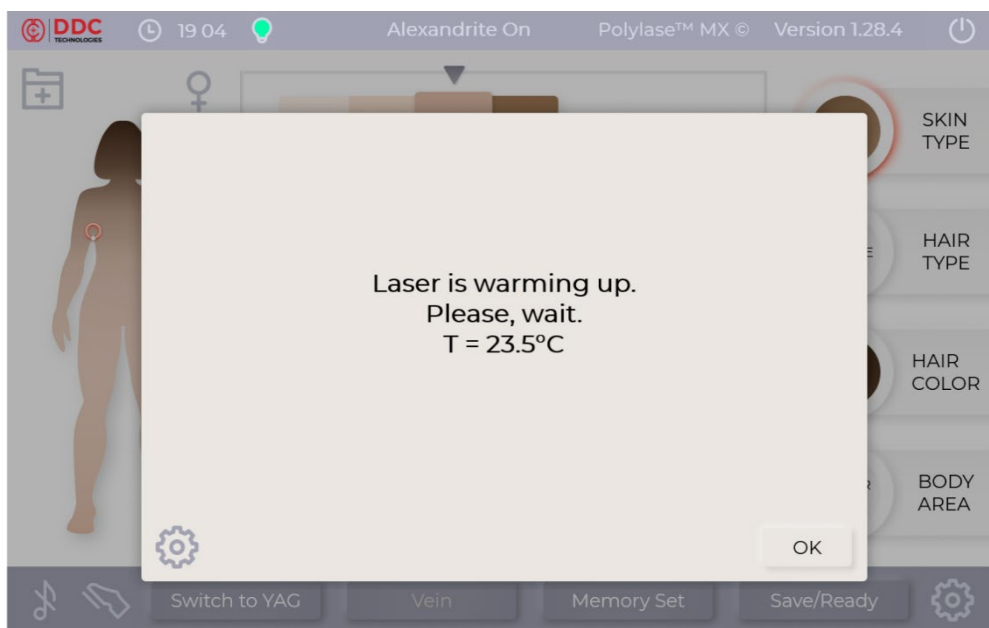 DDC
TECHNOLOGIES
19 04
Alexandrite On
Polylase™ MX ©
Version 1.28.4
SKIN
TYPE
HAIR
TYPE
HAIR
COLOR
BODY
AREA
Laser is warming up.
Please, wait.
T = 23.5°C
OK
Switch to YAG
Vein
Memory Set
Save/Ready